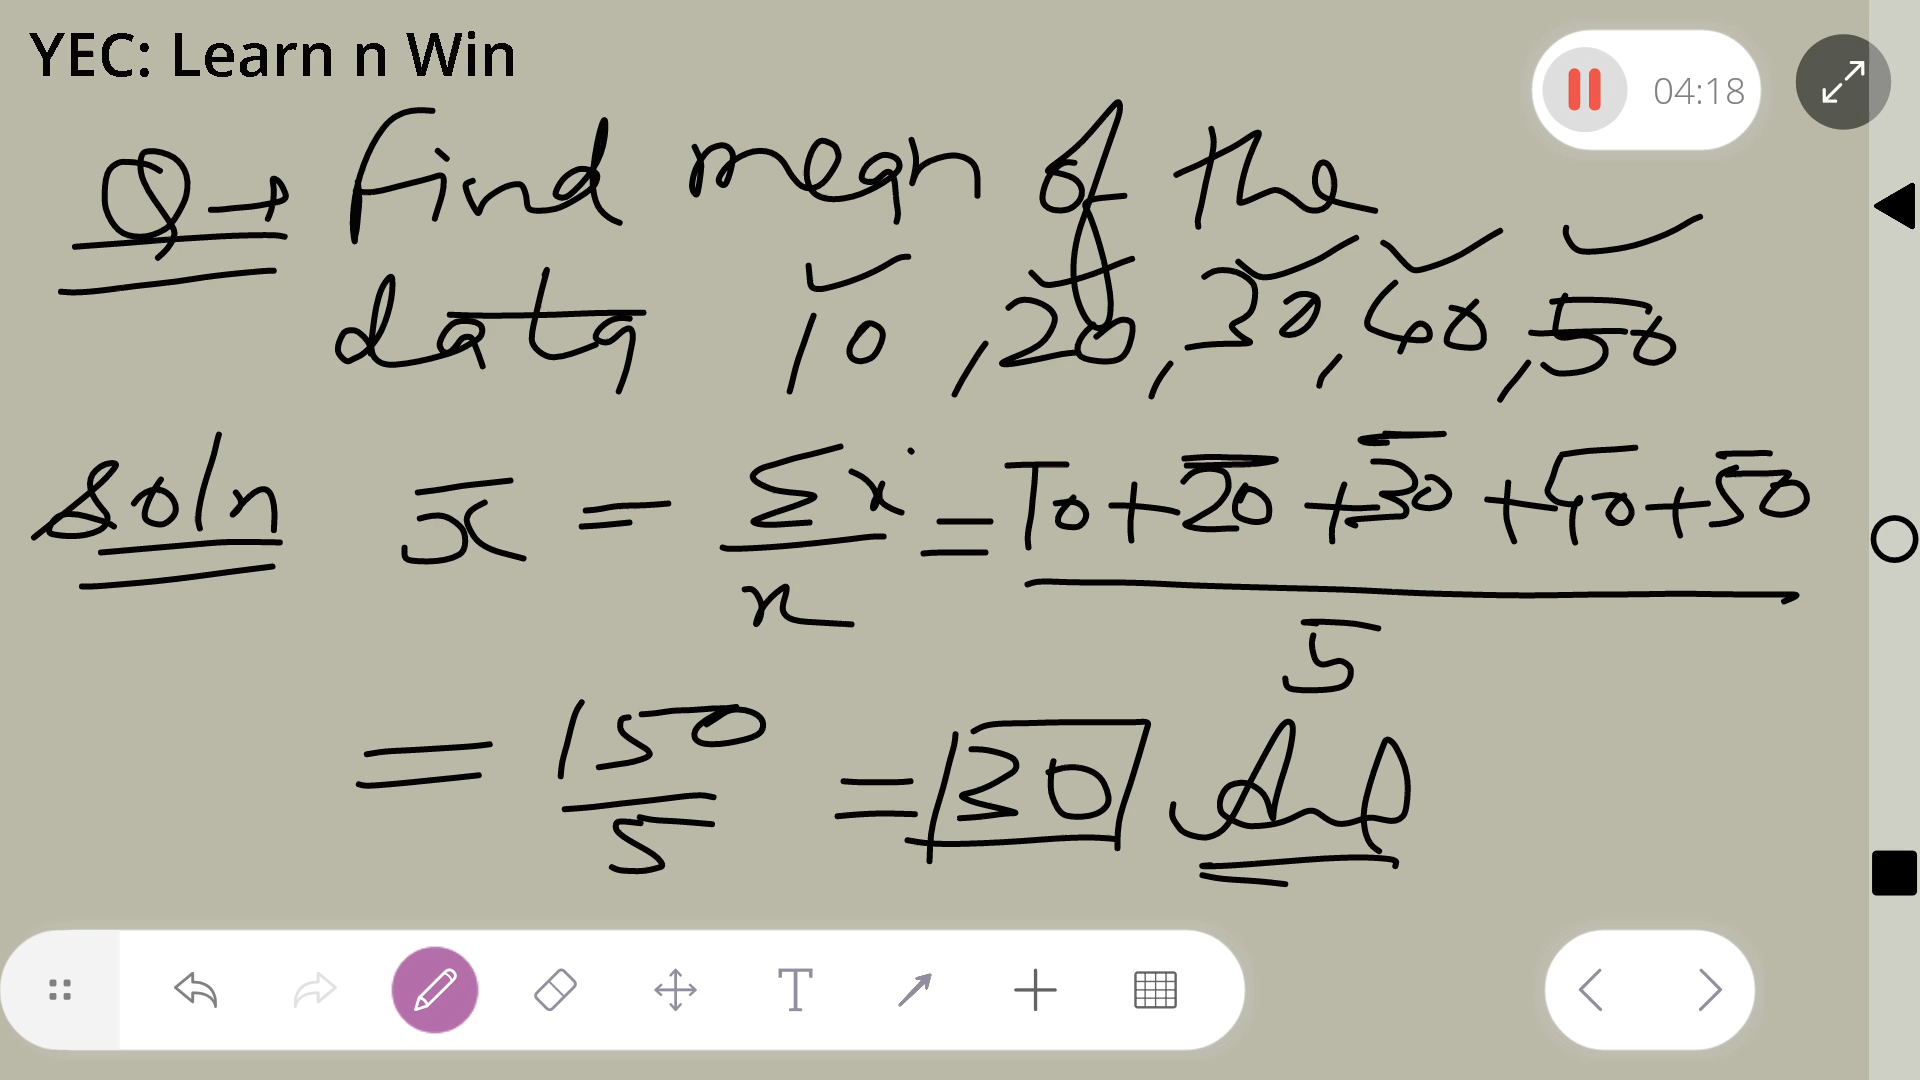 YEC: Learn n Win
04:18
Q→ Find mean of the
data 10, 20, 30, 40, 50
Soln x̄ = Σx / n = 10 + 20 + 30 + 40 + 50 / 5
= 150 / 5 = 30 Ans
T